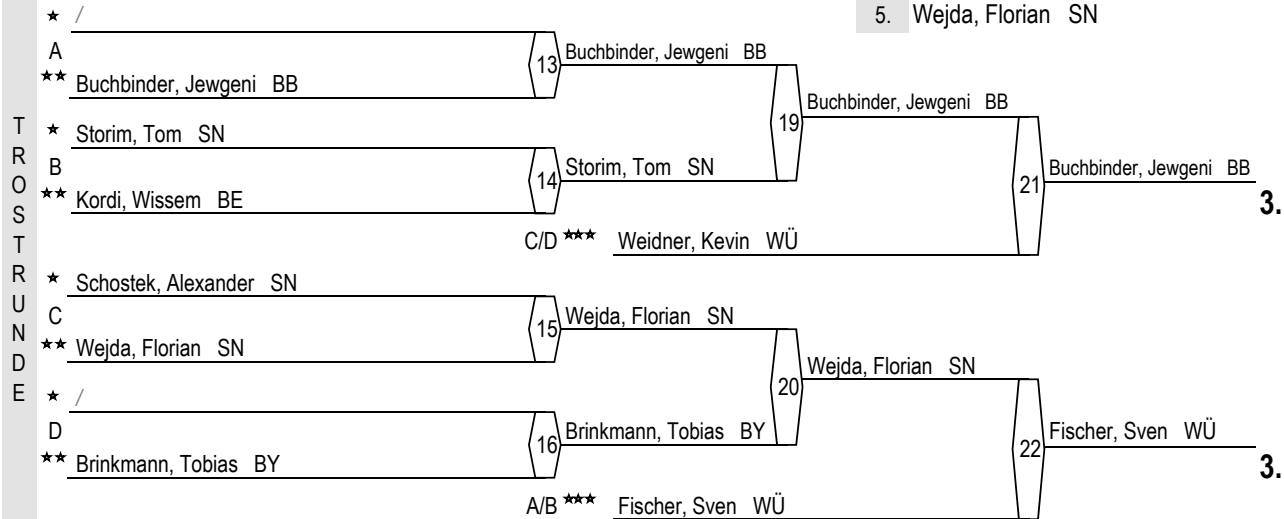 TROSTRUNDE
★ /
5. Wejda, Florian SN
A
13
Buchbinder, Jewgeni BB
★★ Buchbinder, Jewgeni BB
19
Buchbinder, Jewgeni BB
★ Storim, Tom SN
B
14
Storim, Tom SN
★★ Kordi, Wissem BE
21
Buchbinder, Jewgeni BB
3.
C/D ★★★ Weidner, Kevin WÜ
★ Schostek, Alexander SN
C
15
Wejda, Florian SN
★★ Wejda, Florian SN
20
Wejda, Florian SN
★ /
D
16
Brinkmann, Tobias BY
★★ Brinkmann, Tobias BY
22
Fischer, Sven WÜ
3.
A/B ★★★ Fischer, Sven WÜ